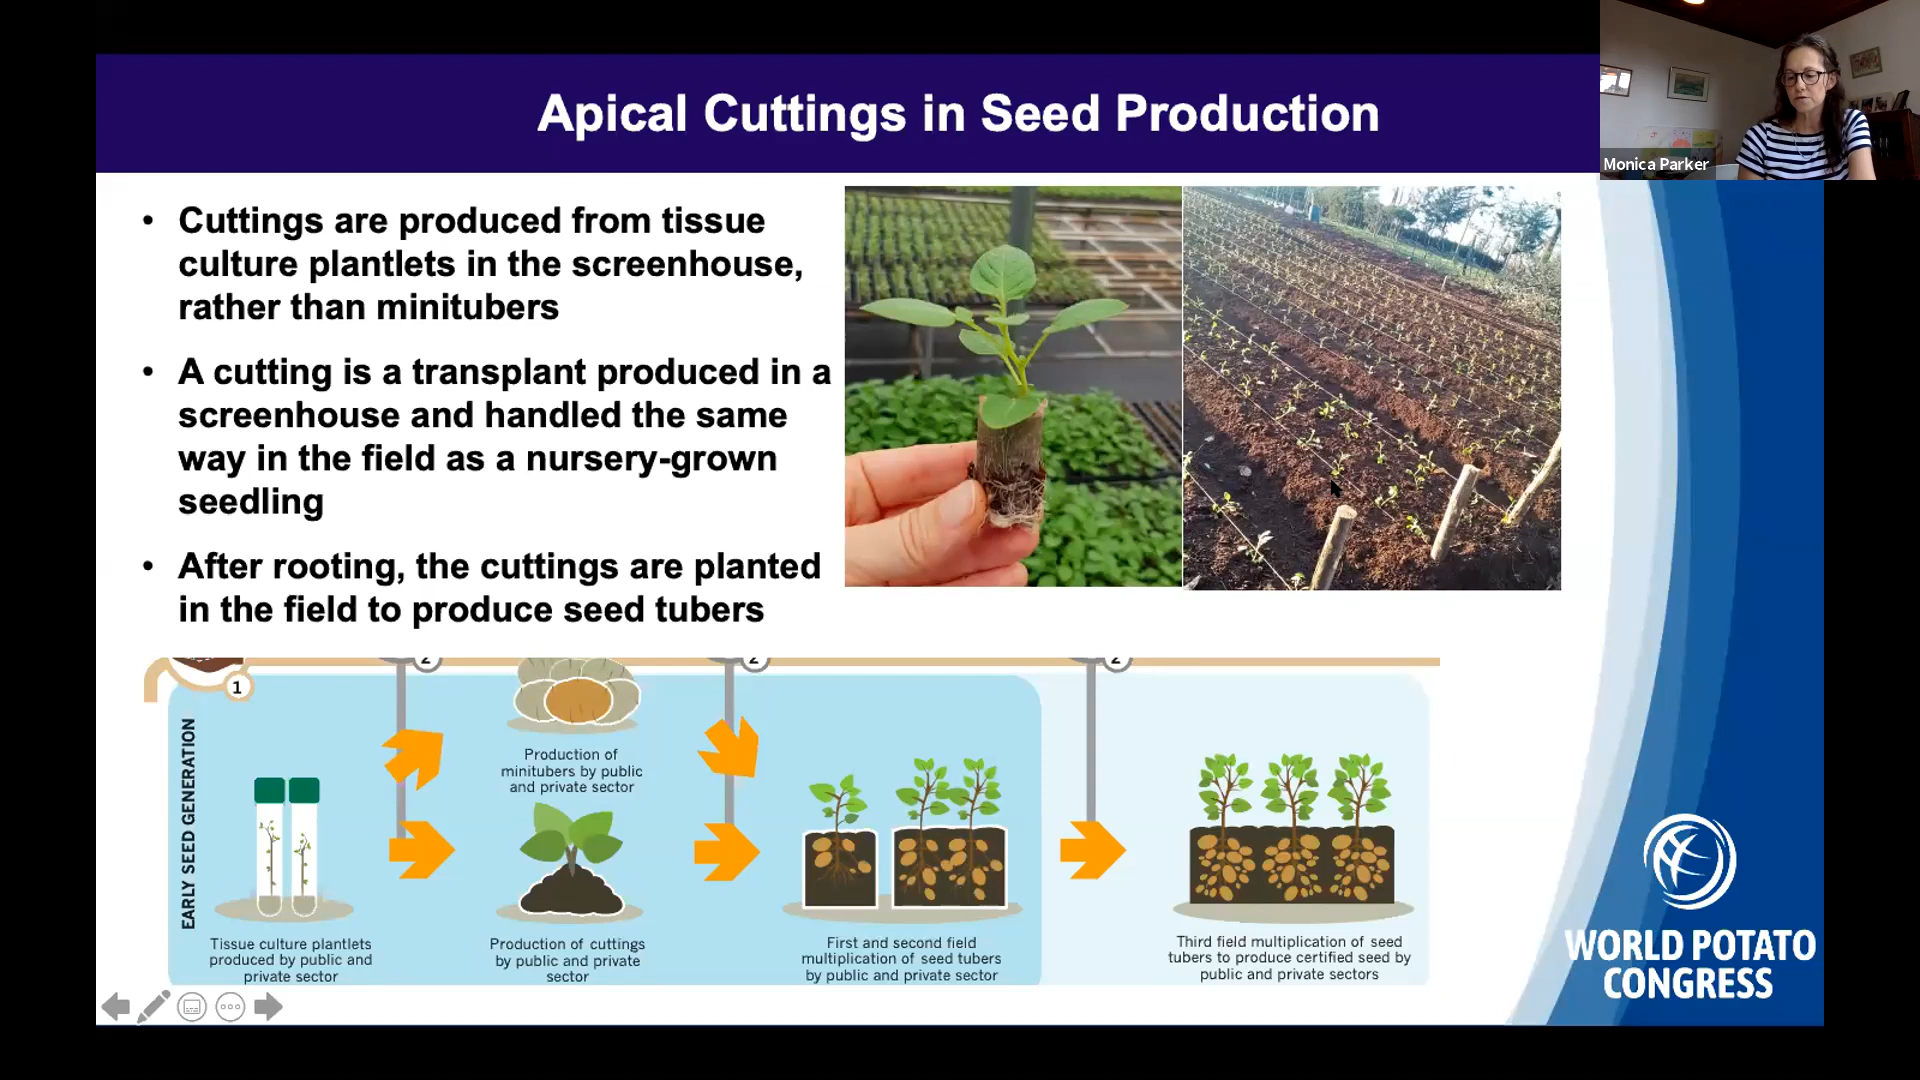 Apical Cuttings in Seed Production
Monica Parker
• Cuttings are produced from tissue
culture plantlets in the screenhouse,
rather than minitubers
• A cutting is a transplant produced in a
screenhouse and handled the same
way in the field as a nursery-grown
seedling
• After rooting, the cuttings are planted
in the field to produce seed tubers
2
2
2
1
EARLY SEED GENERATION
Production of
minitubers by public
and private sector
Tissue culture plantlets
produced by public and
private sector
Production of cuttings
by public and private
sector
First and second field
multiplication of seed tubers
by public and private sector
Third field multiplication of seed
tubers to produce certified seed by
public and private sectors
WORLD POTATO
CONGRESS